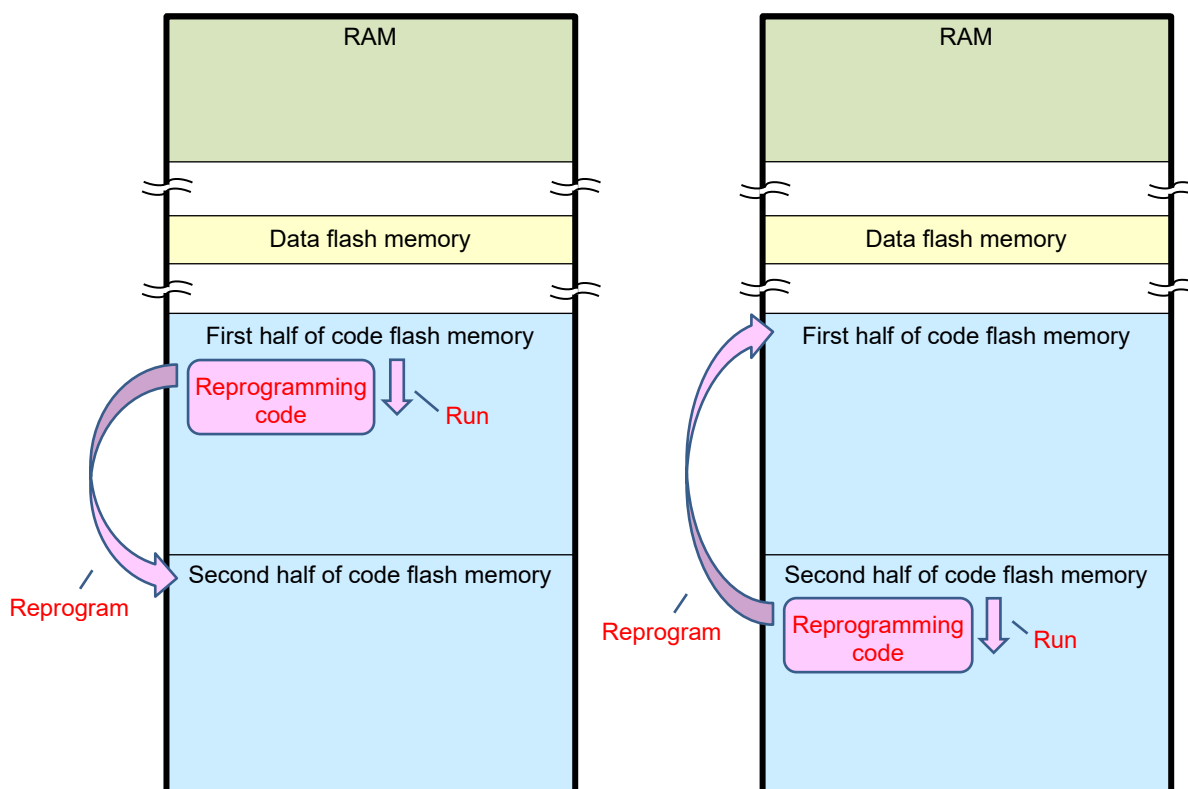 RAM
Data flash memory
First half of code flash memory
Reprogramming
code
Run
Second half of code flash memory
Reprogram
RAM
Data flash memory
First half of code flash memory
Second half of code flash memory
Reprogramming
code
Run
Reprogram